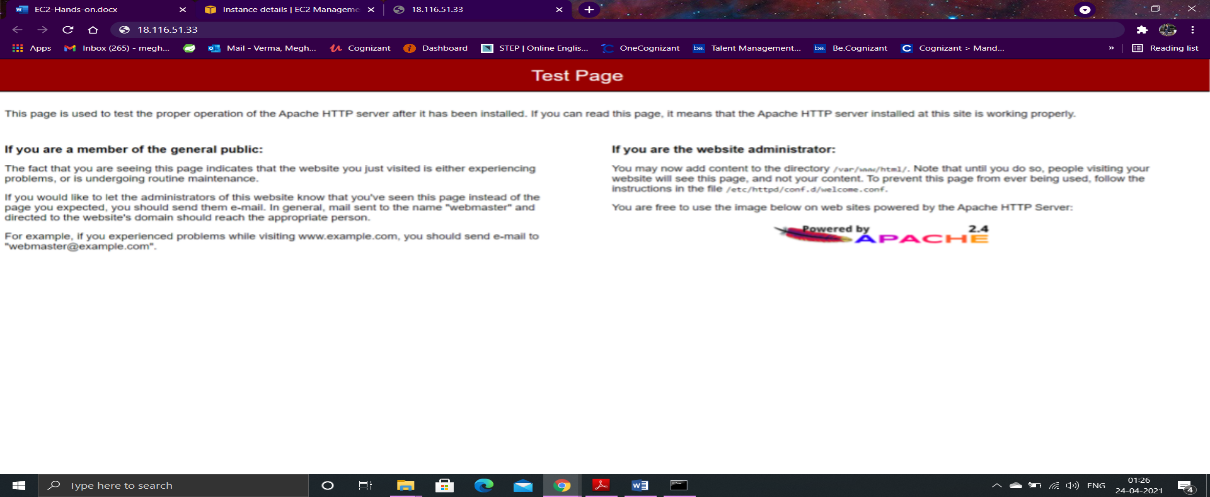 EC2-Hands-on.docx
Instance details | EC2 Manageme
18.116.51.33
18.116.51.33
Apps
Inbox (265) - megh...
Mail - Verma, Megh...
Cognizant
Dashboard
STEP | Online Englis...
OneCognizant
Talent Management...
Be.Cognizant
Cognizant > Mand...
»
Reading list
Test Page
This page is used to test the proper operation of the Apache HTTP server after it has been installed. If you can read this page, it means that the Apache HTTP server installed at this site is working properly.
If you are a member of the general public:
The fact that you are seeing this page indicates that the website you just visited is either experiencing
problems, or is undergoing routine maintenance.
If you would like to let the administrators of this website know that you've seen this page instead of the
page you expected, you should send them e-mail. In general, mail sent to the name "webmaster" and
directed to the website's domain should reach the appropriate person.
For example, if you experienced problems while visiting www.example.com, you should send e-mail to
"webmaster@example.com".
If you are the website administrator:
You may now add content to the directory /var/www/html/. Note that until you do so, people visiting your
website will see this page, and not your content. To prevent this page from ever being used, follow the
instructions in the file /etc/httpd/conf.d/welcome.conf.
You are free to use the image below on web sites powered by the Apache HTTP Server:
Powered by 2.4
APACHE
Type here to search
ENG
01:26
24-04-2021
4